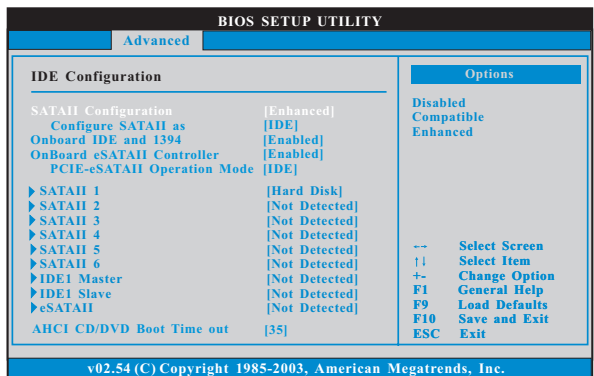 BIOS SETUP UTILITY
Advanced
IDE Configuration
SATAII Configuration [Enhanced]
Configure SATAII as [IDE]
Onboard IDE and 1394 [Enabled]
OnBoard eSATAII Controller [Enabled]
PCIE-eSATAII Operation Mode [IDE]
SATAII 1 [Hard Disk]
SATAII 2 [Not Detected]
SATAII 3 [Not Detected]
SATAII 4 [Not Detected]
SATAII 5 [Not Detected]
SATAII 6 [Not Detected]
IDE1 Master [Not Detected]
IDE1 Slave [Not Detected]
eSATAII [Not Detected]
AHCI CD/DVD Boot Time out [35]
Options
Disabled
Compatible
Enhanced
←→ Select Screen
↑↓ Select Item
+- Change Option
F1 General Help
F9 Load Defaults
F10 Save and Exit
ESC Exit
v02.54 (C) Copyright 1985-2003, American Megatrends, Inc.